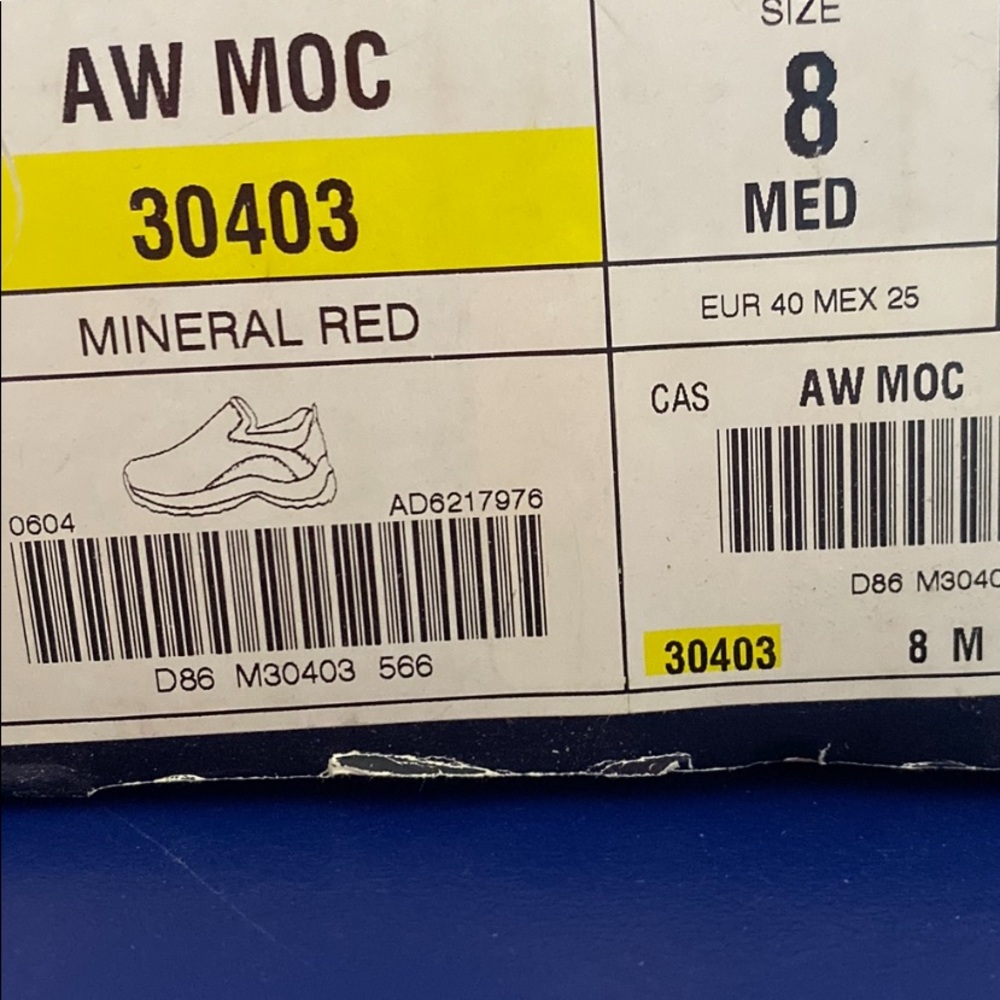 AW MOC
30403
MINERAL RED
0604
AD6217976
D86 M30403 566
SIZE
8
MED
EUR 40 MEX 25
CAS AW MOC
D86 M3040
30403 8 M